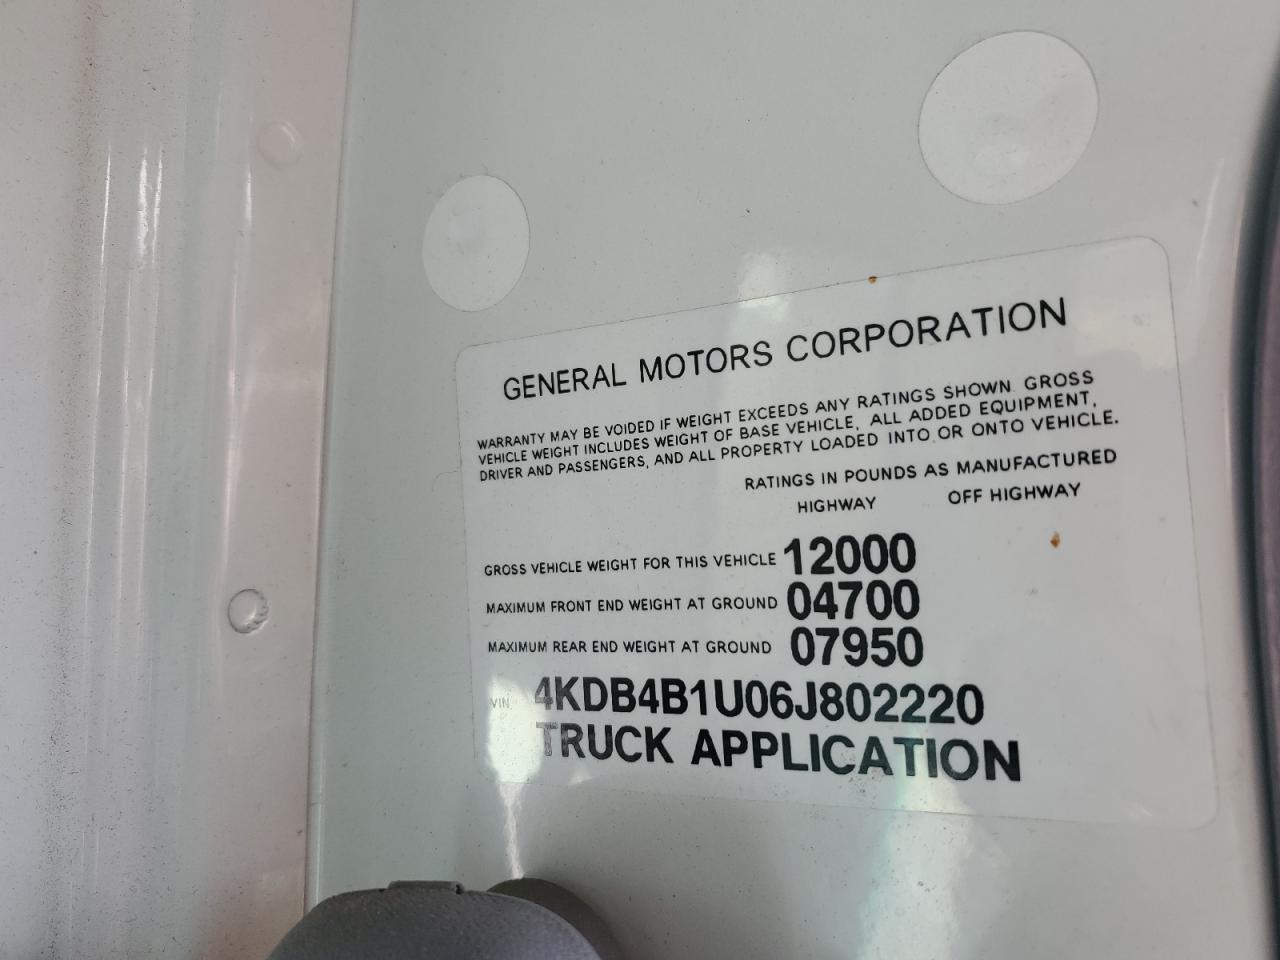 GENERAL MOTORS CORPORATION
WARRANTY MAY BE VOIDED IF WEIGHT EXCEEDS ANY RATINGS SHOWN. GROSS
VEHICLE WEIGHT INCLUDES WEIGHT OF BASE VEHICLE, ALL ADDED EQUIPMENT,
DRIVER AND PASSENGERS, AND ALL PROPERTY LOADED INTO OR ONTO VEHICLE.
RATINGS IN POUNDS AS MANUFACTURED
HIGHWAY OFF HIGHWAY
GROSS VEHICLE WEIGHT FOR THIS VEHICLE 12000
MAXIMUM FRONT END WEIGHT AT GROUND 04700
MAXIMUM REAR END WEIGHT AT GROUND 07950
VIN 4KDB4B1U06J802220
TRUCK APPLICATION